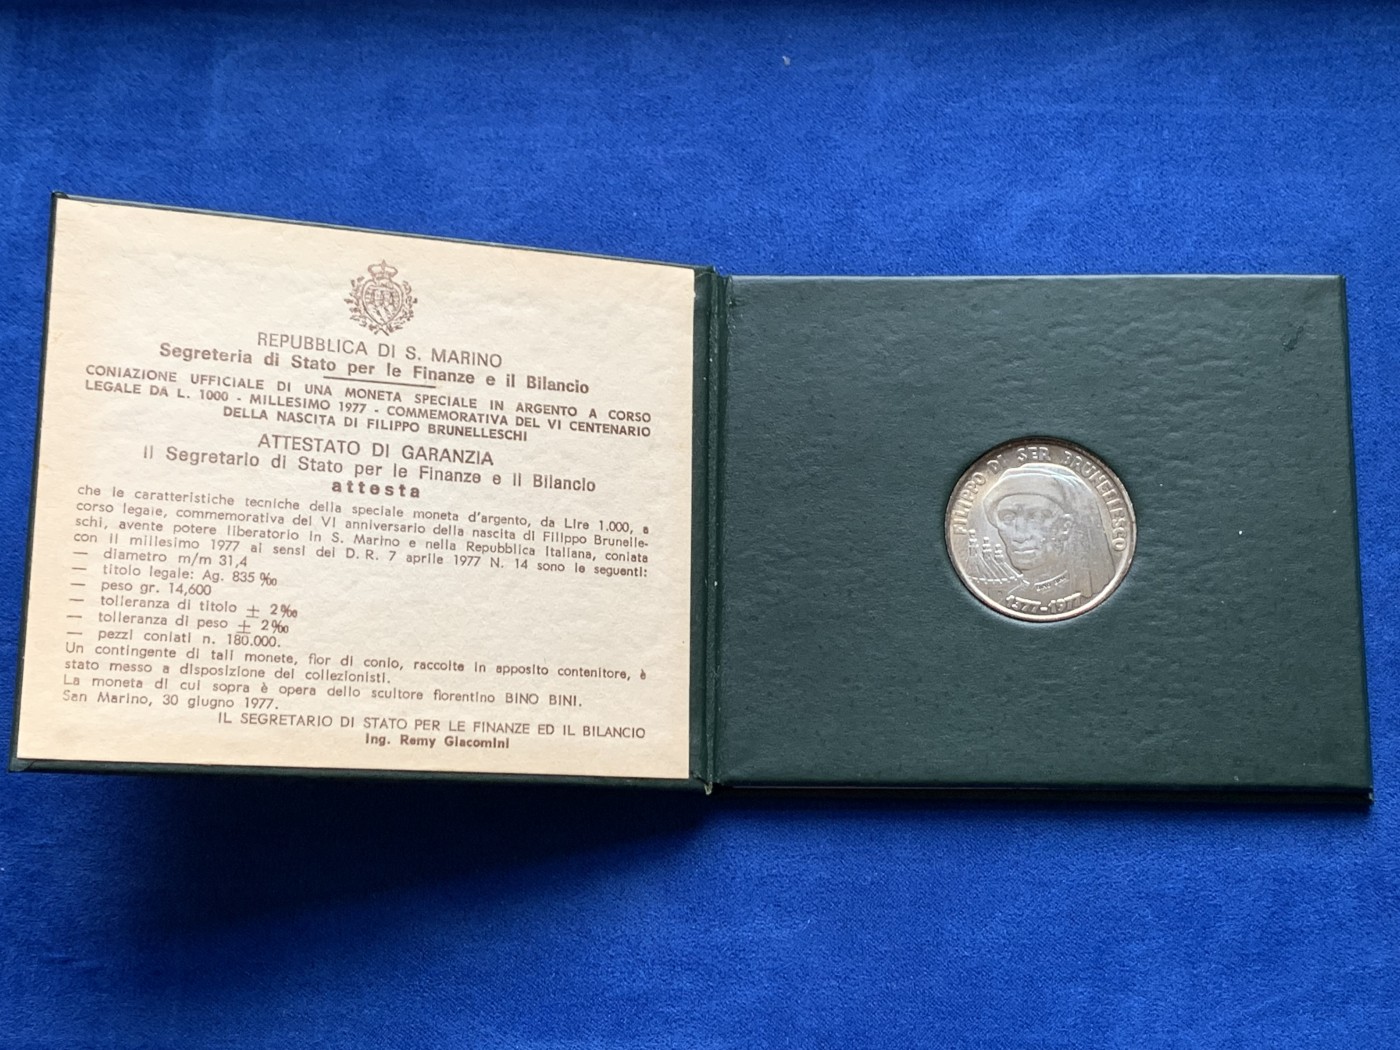 REPUBBLICA DI S. MARINO
Segreteria di Stato per le Finanze e il Bilancio
CONIAZIONE UFFICIALE DI UNA MONETA SPECIALE IN ARGENTO A CORSO
LEGALE DA L. 1000 - MILLESIMO 1977 - COMMEMORATIVA DEL VI CENTENARIO
DELLA NASCITA DI FILIPPO BRUNELLESCHI
ATTESTATO DI GARANZIA
Il Segretario di Stato per le Finanze e il Bilancio
attesta
che le caratteristiche tecniche della speciale moneta d'argento, da Lire 1.000, a
corso legale, commemorativa del VI anniversario della nascita di Filippo Brunelle-
schi, avente potere liberatorio in S. Marino e nella Repubblica Italiana, coniata
con il millesimo 1977 ai sensi del D. R. 7 aprile 1977 N. 14 sono le seguenti:
— diametro m/m 31,4
— titolo legale: Ag. 835 ‰
— peso gr. 14,600
— tolleranza di titolo ± 2‰
— tolleranza di peso ± 2‰
— pezzi coniati n. 180.000.
Un contingente di tali monete, fior di conio, raccolte in apposito contenitore, è
stato messo a disposizione dei collezionisti.
La moneta di cui sopra è opera dello scultore fiorentino BINO BINI.
San Marino, 30 giugno 1977.
IL SEGRETARIO DI STATO PER LE FINANZE ED IL BILANCIO
Ing. Remy Giacomini
FILIPPO DI SER BRUNELLESCO
1377-1977